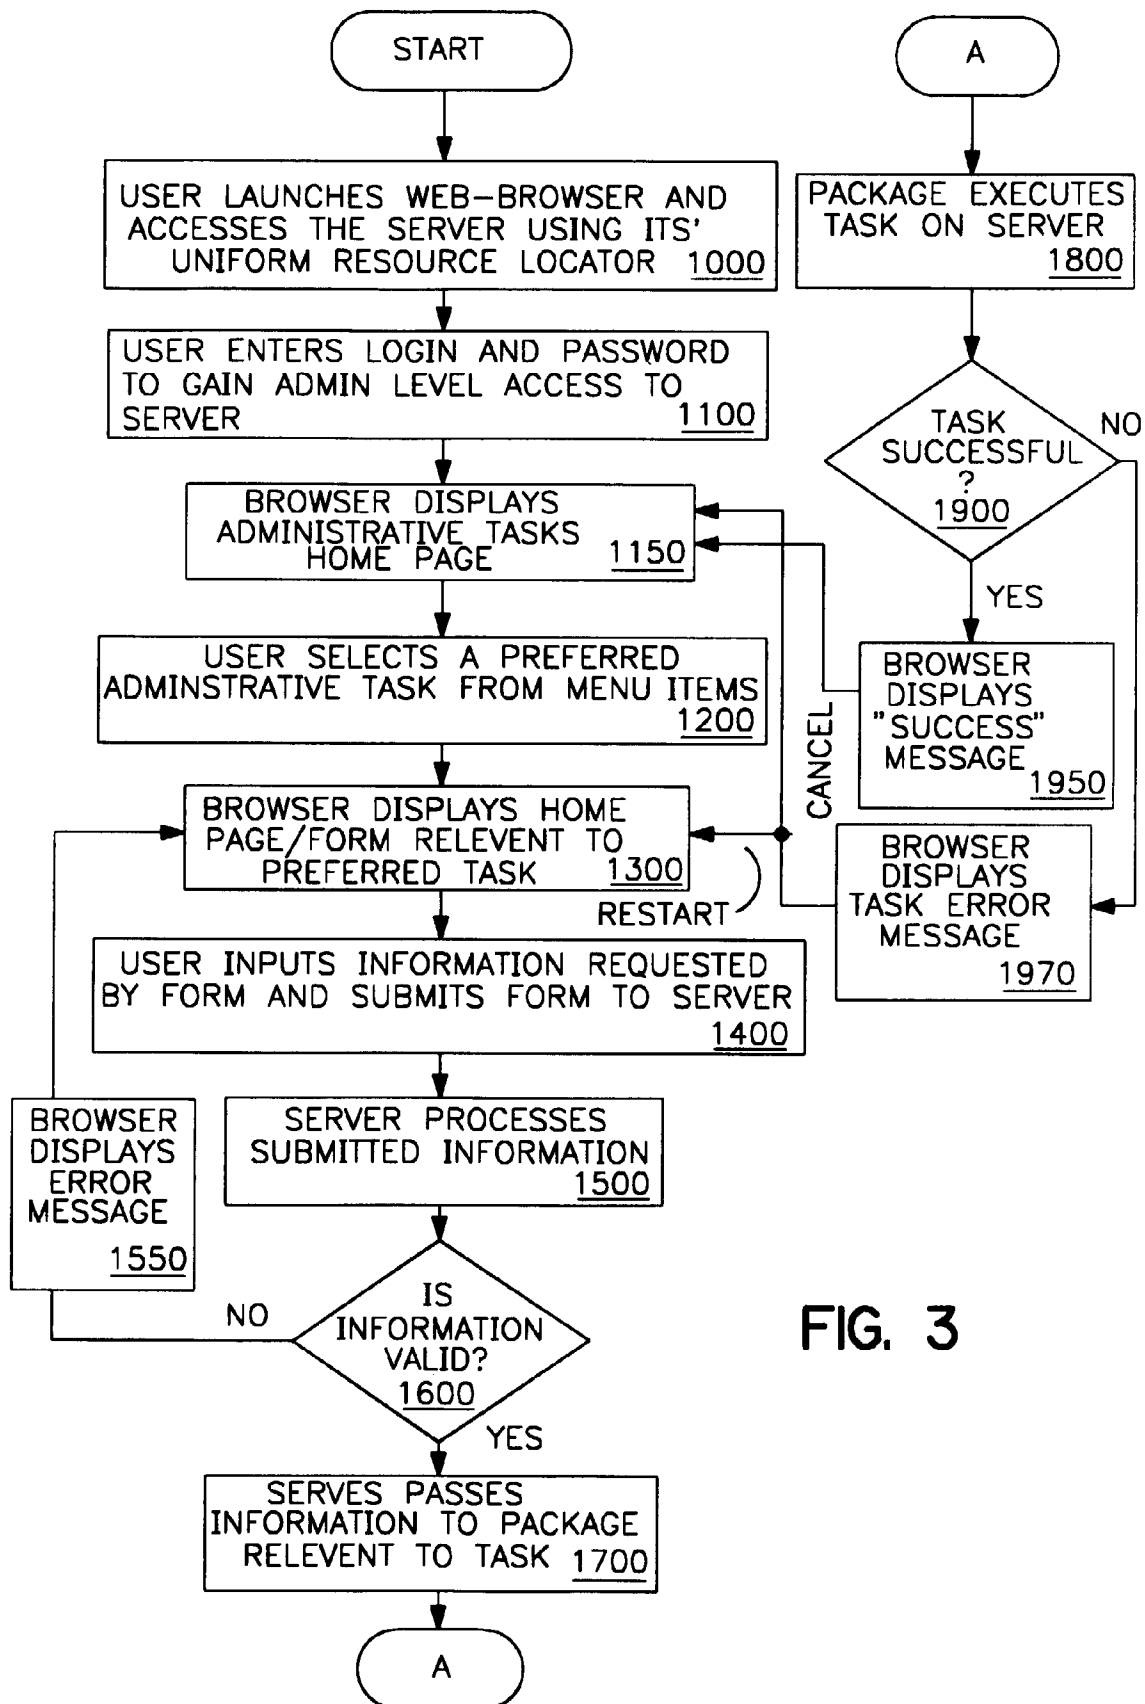 START
USER LAUNCHES WEB-BROWSER AND
ACCESSES THE SERVER USING ITS'
UNIFORM RESOURCE LOCATOR 1000
USER ENTERS LOGIN AND PASSWORD
TO GAIN ADMIN LEVEL ACCESS TO
SERVER 1100
BROWSER DISPLAYS
ADMINISTRATIVE TASKS
HOME PAGE 1150
USER SELECTS A PREFERRED
ADMINSTRATIVE TASK FROM MENU ITEMS
1200
BROWSER DISPLAYS HOME
PAGE/FORM RELEVENT TO
PREFERRED TASK 1300
RESTART
USER INPUTS INFORMATION REQUESTED
BY FORM AND SUBMITS FORM TO SERVER
1400
SERVER PROCESSES
SUBMITTED INFORMATION
1500
BROWSER
DISPLAYS
ERROR
MESSAGE
1550
NO
IS
INFORMATION
VALID?
1600
YES
SERVES PASSES
INFORMATION TO PACKAGE
RELEVENT TO TASK 1700
A
A
PACKAGE EXECUTES
TASK ON SERVER
1800
TASK
SUCCESSFUL
?
1900
NO
YES
BROWSER
DISPLAYS
"SUCCESS"
MESSAGE
1950
CANCEL
BROWSER
DISPLAYS
TASK ERROR
MESSAGE
1970
FIG. 3